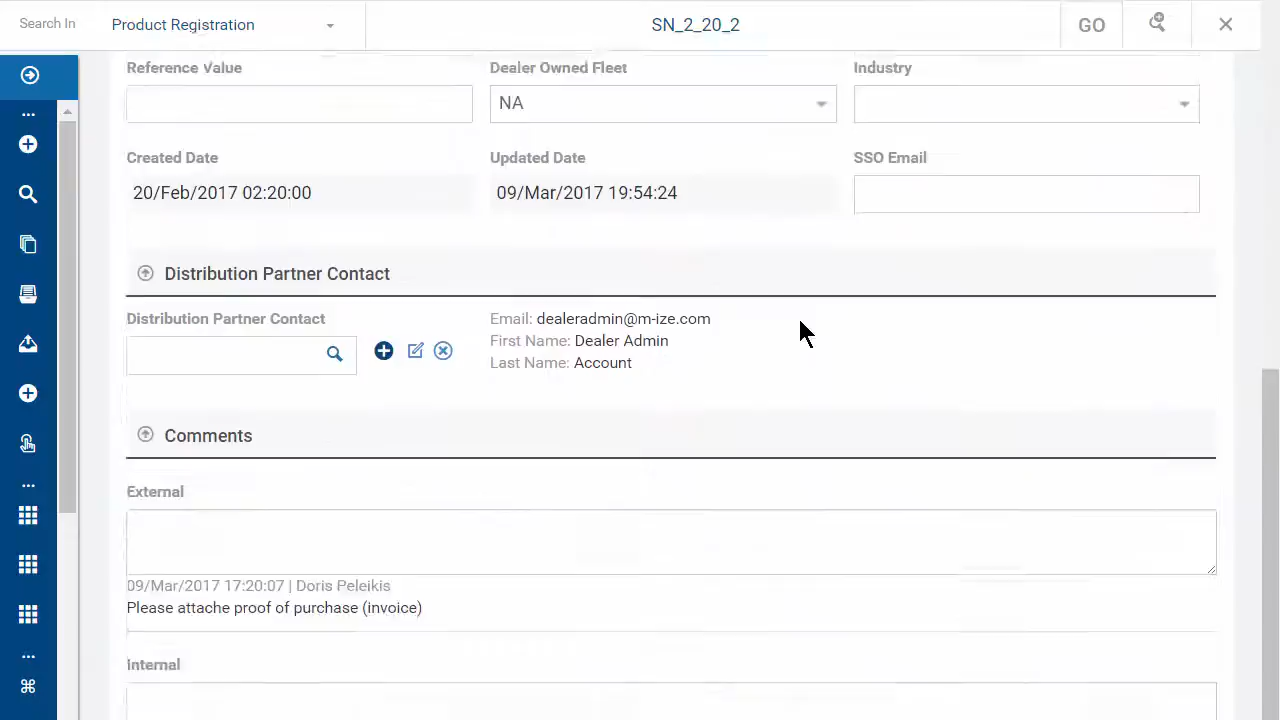 Search In Product Registration SN_2_20_2 GO
Reference Value Dealer Owned Fleet Industry
NA
Created Date Updated Date SSO Email
20/Feb/2017 02:20:00 09/Mar/2017 19:54:24
Distribution Partner Contact
Distribution Partner Contact Email: dealeradmin@m-ize.com
First Name: Dealer Admin
Last Name: Account
Comments
External
09/Mar/2017 17:20:07 | Doris Peleikis
Please attache proof of purchase (invoice)
Internal